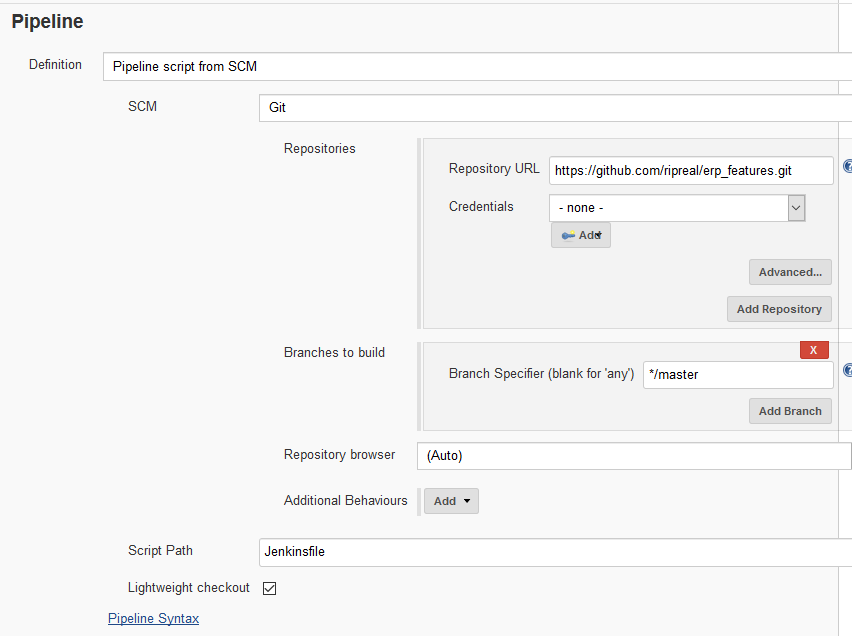 Pipeline
Definition
Pipeline script from SCM
SCM
Git
Repositories
Repository URL
https://github.com/ripreal/erp_features.git
Credentials
- none -
Add
Advanced...
Add Repository
Branches to build
X
Branch Specifier (blank for 'any')
*/master
Add Branch
Repository browser
(Auto)
Additional Behaviours
Add
Script Path
Jenkinsfile
Lightweight checkout
Pipeline Syntax